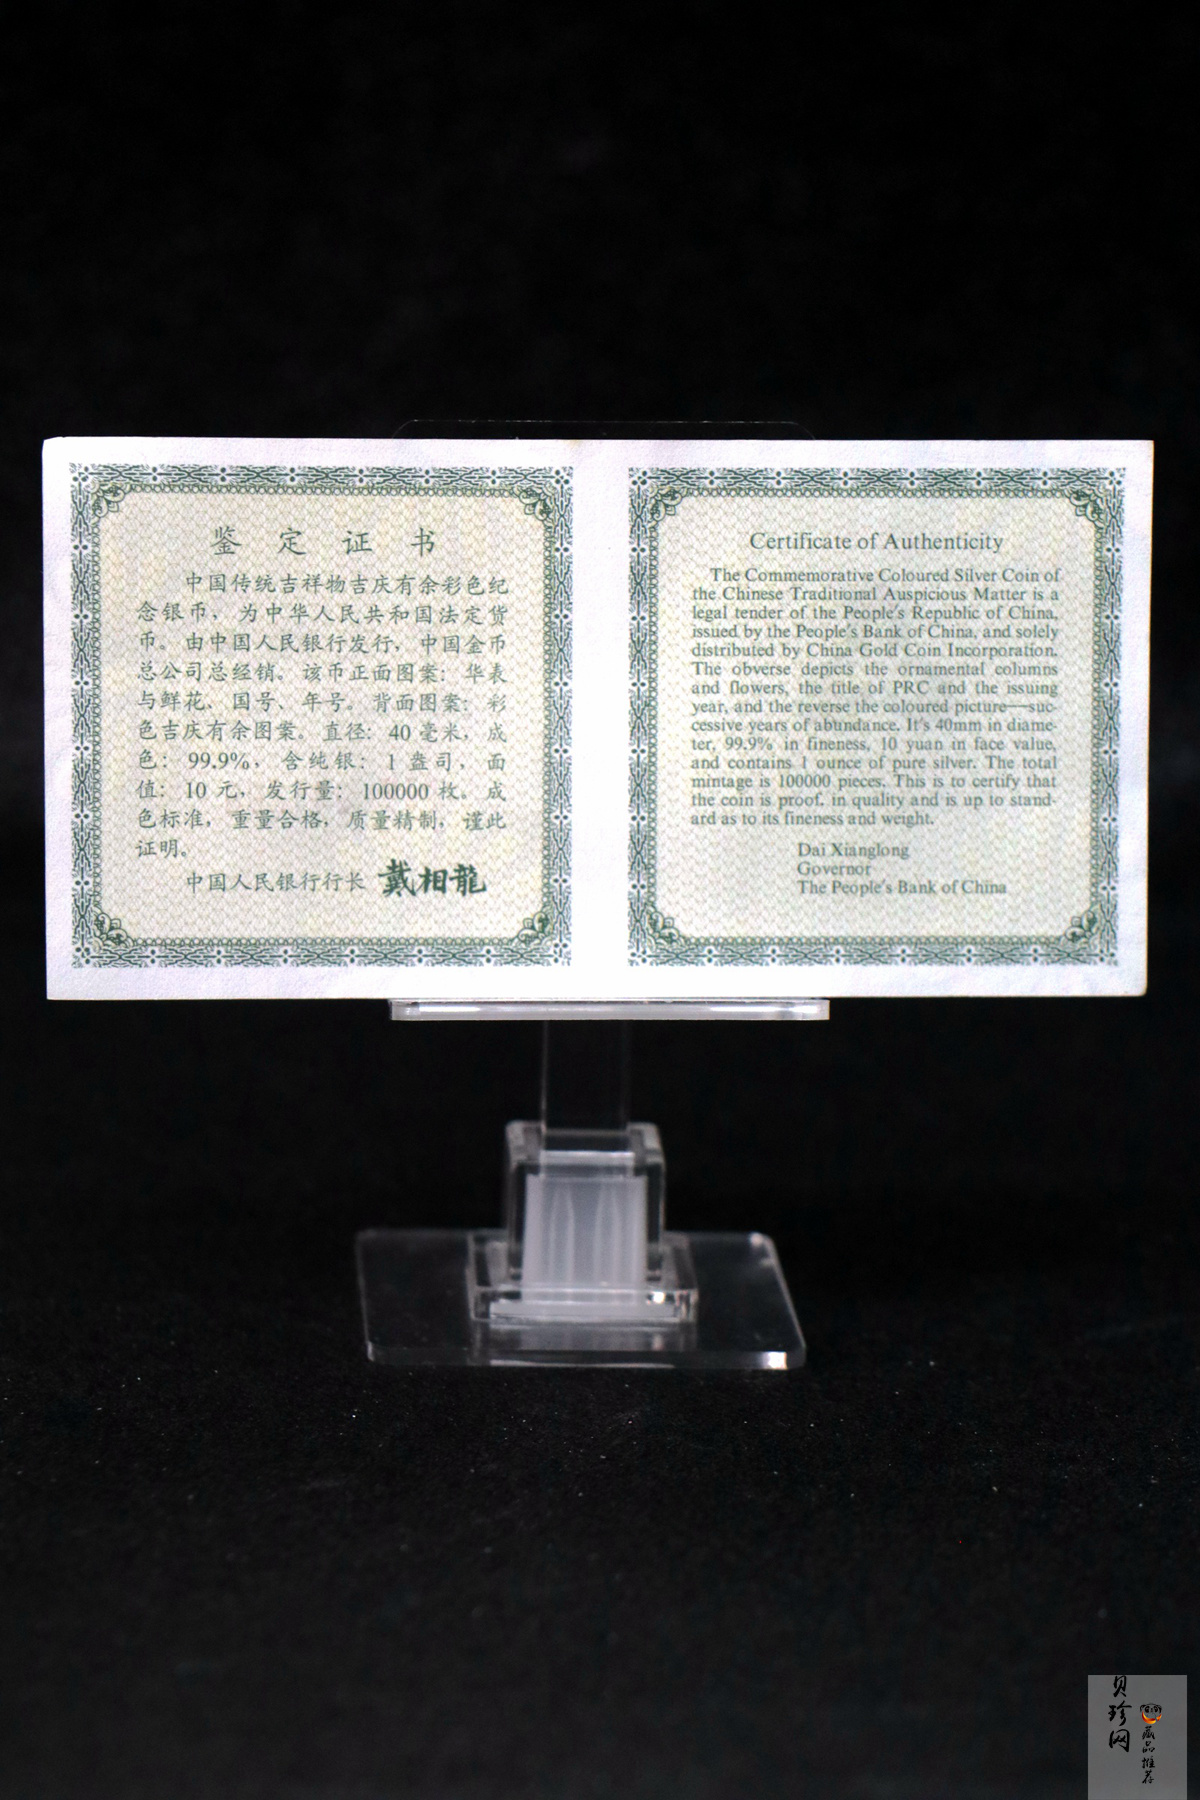 鉴定证书
中国传统吉祥物吉庆有余彩色纪
念银币，为中华人民共和国法定货
币。由中国人民银行发行，中国金币
总公司总经销。该币正面图案：华表
与鲜花、国号、年号。背面图案：彩
色吉庆有余图案。直径：40毫米，成
色：99.9%，含纯银：1盎司，面
值：10元，发行量：100000枚。成
色标准，重量合格，质量精制，谨此
证明。
中国人民银行行长 戴相龍
Certificate of Authenticity
The Commemorative Coloured Silver Coin of
the Chinese Traditional Auspicious Matter is a
legal tender of the People's Republic of China,
issued by the People's Bank of China, and solely
distributed by China Gold Coin Incorporation.
The obverse depicts the ornamental columns
and flowers, the title of PRC and the issuing
year, and the reverse the coloured picture—suc-
cessive years of abundance. It's 40mm in diame-
ter, 99.9% in fineness, 10 yuan in face value,
and contains 1 ounce of pure silver. The total
mintage is 100000 pieces. This is to certify that
the coin is proof. in quality and is up to stand-
ard as to its fineness and weight.
Dai Xianglong
Governor
The People's Bank of China
贝珍网
藏品推荐